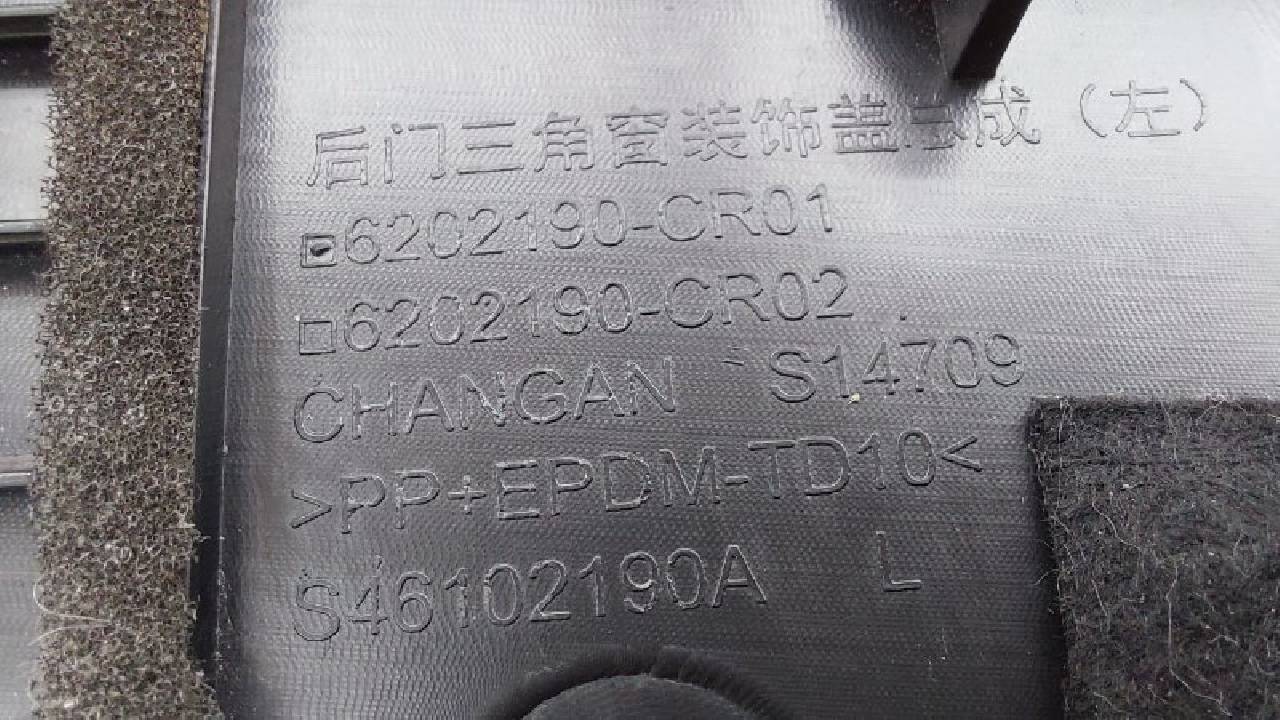 后门三角窗装饰盖总成（左）
6202190-CR01
6202190-CR02
CHANGAN S14709
>PP+EPDM-TD10<
S46102190A L